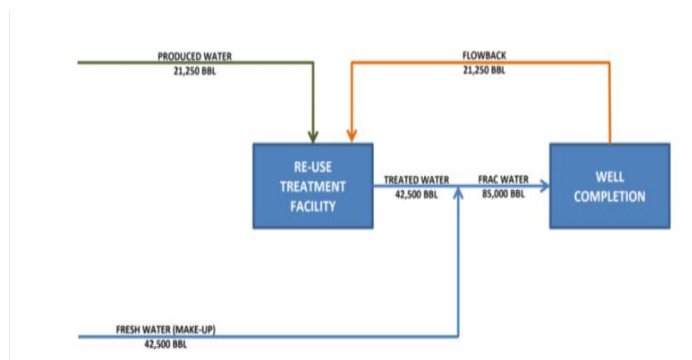 PRODUCED WATER
21,250 BBL
FLOWBACK
21,250 BBL
RE-USE
TREATMENT
FACILITY
TREATED WATER
42,500 BBL
FRAC WATER
85,000 BBL
WELL
COMPLETION
FRESH WATER (MAKE-UP)
42,500 BBL